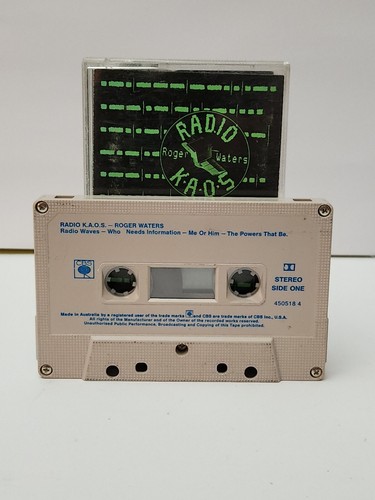 RADIO
Roger Waters
K.A.O.S
RADIO K.A.O.S. – ROGER WATERS
Radio Waves – Who Needs Information – Me Or Him – The Powers That Be.
CBS
STEREO
SIDE ONE
450518 4
Made in Australia by a registered user of the trade marks and CBS are trade marks of CBS Inc., U.S.A.
All rights of the Manufacturer and of the Owner of the recorded works reserved.
Unauthorised Public Performance, Broadcasting and Copying of this Tape prohibited.